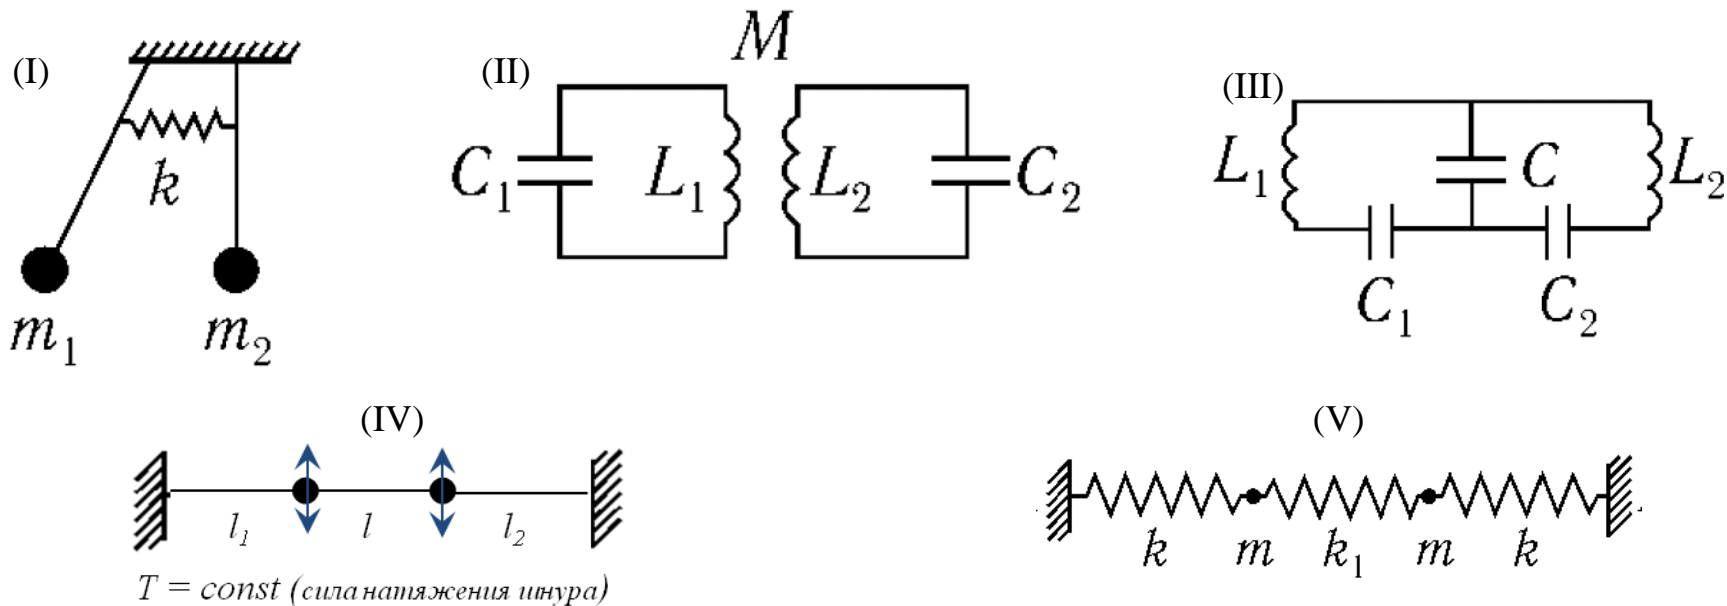 (I)
k
m₁
m₂
(II)
M
C₁
L₁
L₂
C₂
(III)
L₁
C
L₂
C₁
C₂
(IV)
l₁
l
l₂
T = const (сила натяжения шнура)
(V)
k
m
k₁
m
k